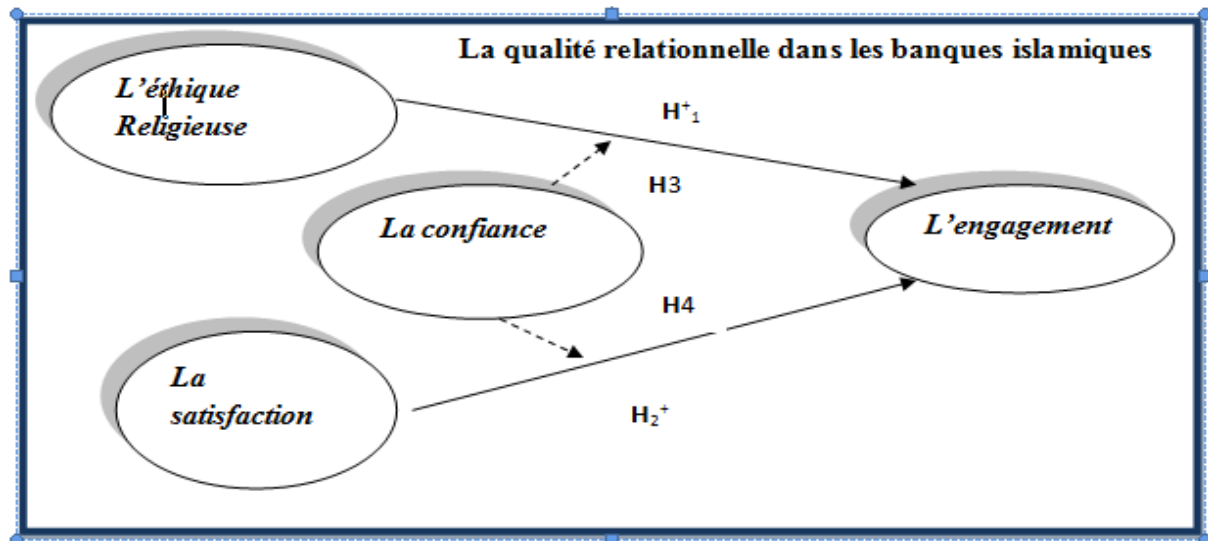 La qualité relationnelle dans les banques islamiques
L'éthique
Religieuse
H⁺₁
H3
La confiance
L'engagement
H4
La
satisfaction
H₂⁺